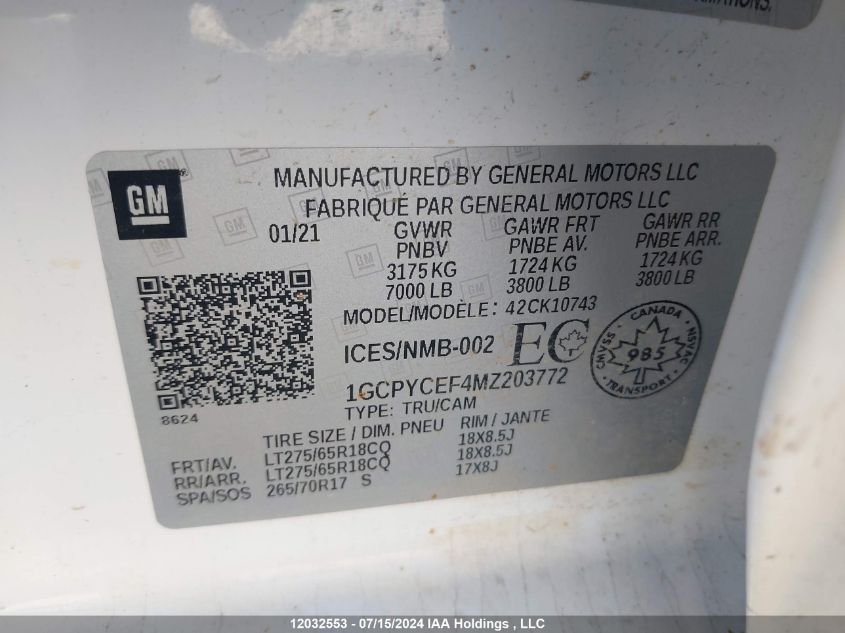 MATIONS.
GM
MANUFACTURED BY GENERAL MOTORS LLC
FABRIQUÉ PAR GENERAL MOTORS LLC
01/21 GVWR GAWR FRT GAWR RR
PNBV PNBE AV. PNBE ARR.
3175 KG 1724 KG 1724 KG
7000 LB 3800 LB 3800 LB
MODEL/MODÈLE: 42CK10743
ICES/NMB-002 EC
CANADA
CMVSS 985 NSVAC
TRANSPORT
1GCPYCEF4MZ203772
8624
TYPE: TRU/CAM
TIRE SIZE / DIM. PNEU RIM / JANTE
FRT/AV. LT275/65R18CQ 18X8.5J
RR/ARR. LT275/65R18CQ 18X8.5J
SPA/SOS 265/70R17 S 17X8J
12032553 - 07/15/2024 IAA Holdings , LLC